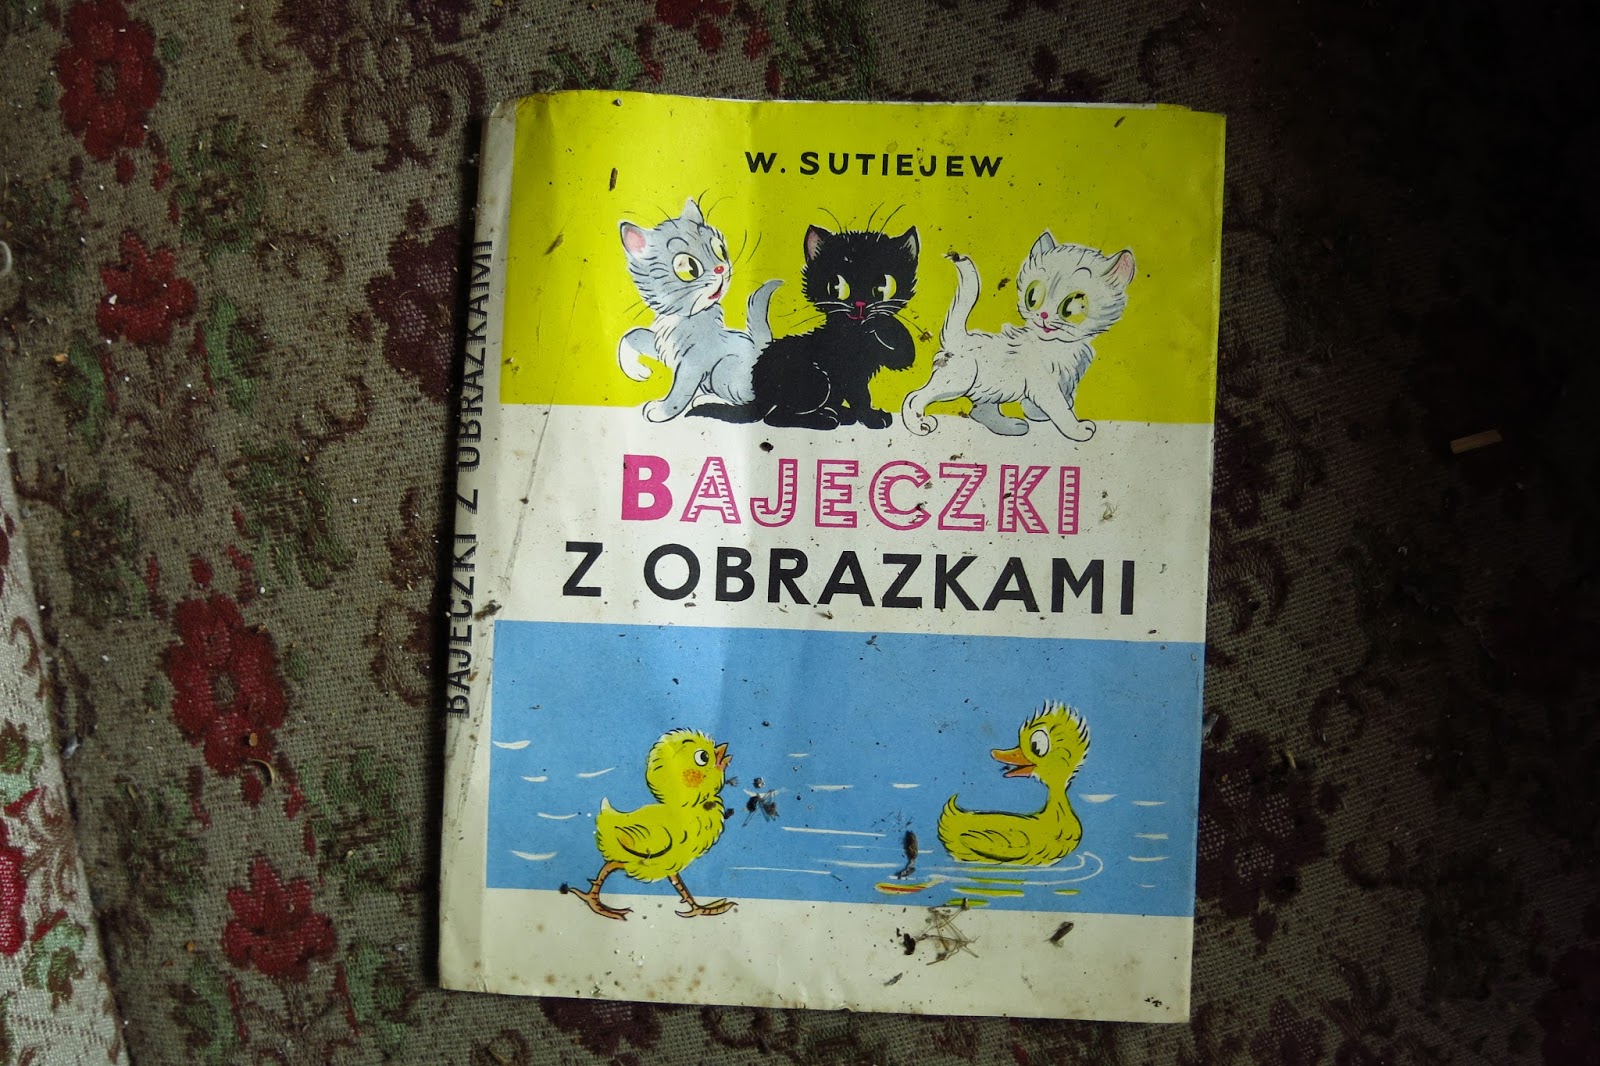 W. SUTIEJEW
BAJECZKI
Z OBRAZKAMI
BAJECZKI Z OBRAZKAMI